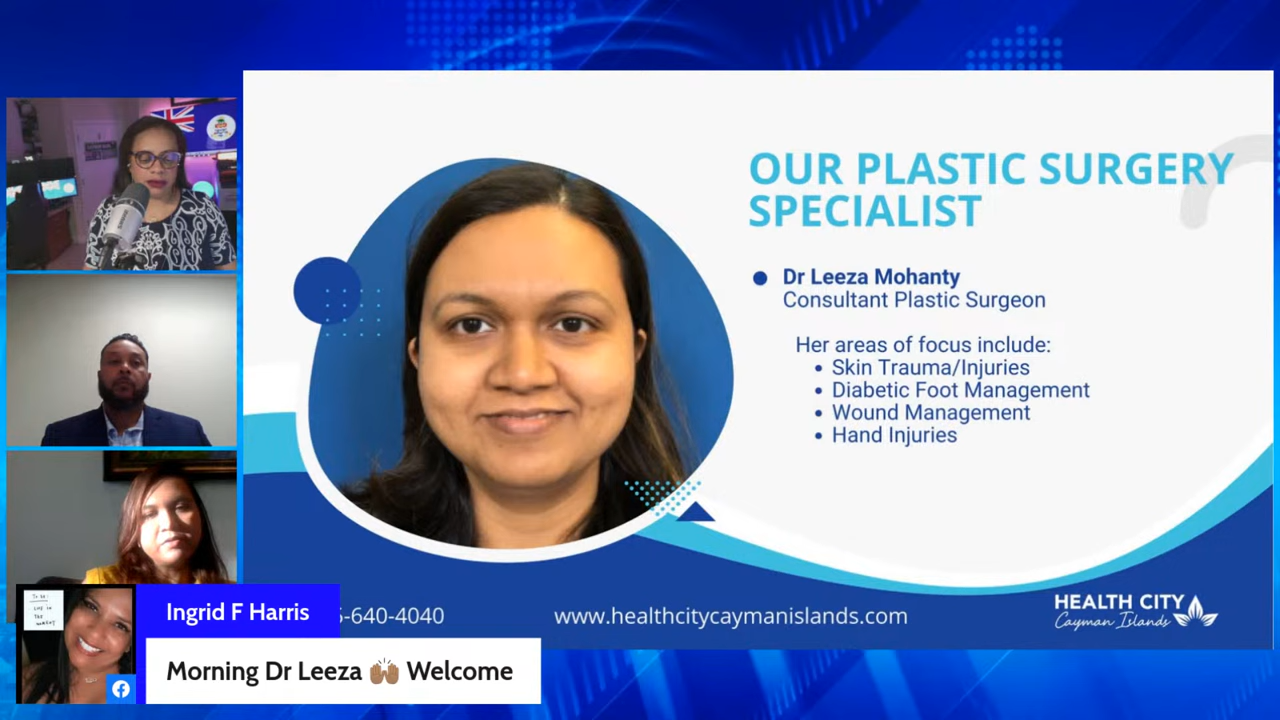 OUR PLASTIC SURGERY
SPECIALIST
Dr Leeza Mohanty
Consultant Plastic Surgeon
Her areas of focus include:
Skin Trauma/Injuries
Diabetic Foot Management
Wound Management
Hand Injuries
-640-4040
www.healthcitycaymanislands.com
HEALTH CITY
Cayman Islands
Ingrid F Harris
Morning Dr Leeza 🙌🏽 Welcome